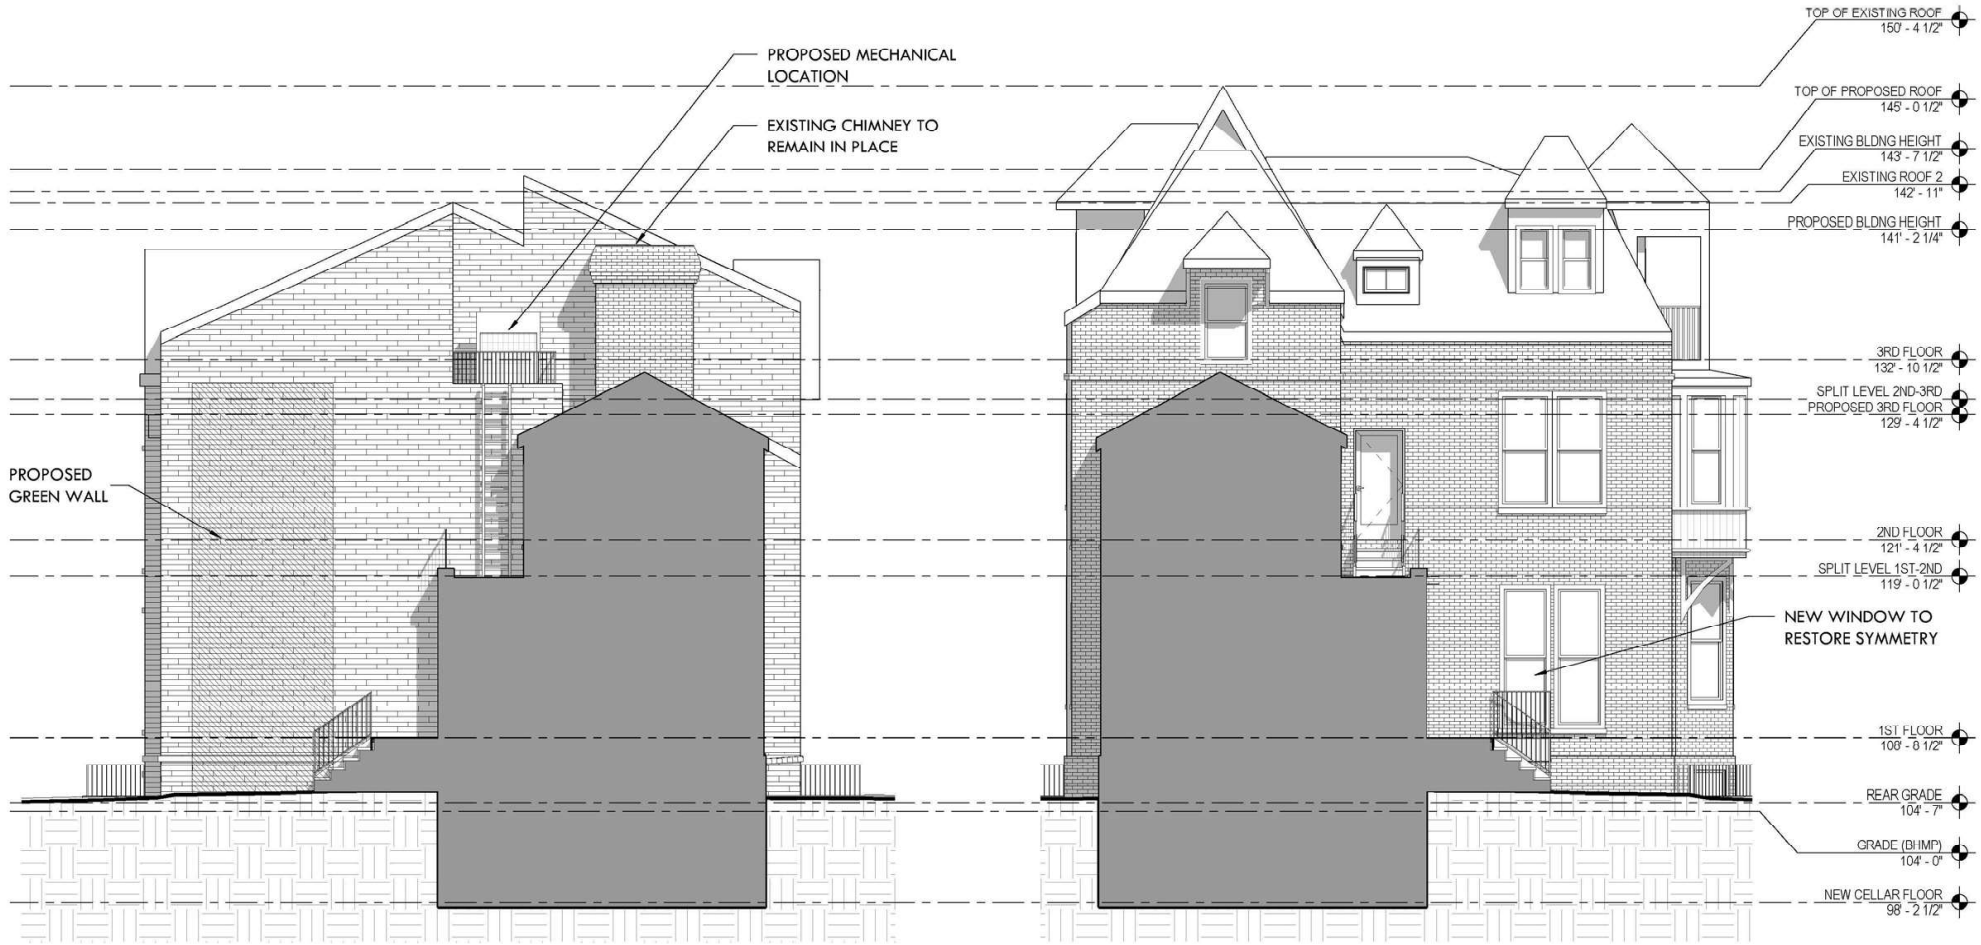 TOP OF EXISTING ROOF
150' - 4 1/2"
PROPOSED MECHANICAL
LOCATION
TOP OF PROPOSED ROOF
145' - 0 1/2"
EXISTING CHIMNEY TO
REMAIN IN PLACE
EXISTING BLDNG HEIGHT
143' - 7 1/2"
EXISTING ROOF 2
142' - 11"
PROPOSED BLDNG HEIGHT
141' - 2 1/4"
3RD FLOOR
132' - 10 1/2"
SPLIT LEVEL 2ND-3RD
PROPOSED 3RD FLOOR
129' - 4 1/2"
PROPOSED
GREEN WALL
2ND FLOOR
121' - 4 1/2"
SPLIT LEVEL 1ST-2ND
119' - 0 1/2"
NEW WINDOW TO
RESTORE SYMMETRY
1ST FLOOR
108' - 8 1/2"
REAR GRADE
104' - 7"
GRADE (BHMP)
104' - 0"
NEW CELLAR FLOOR
98' - 2 1/2"